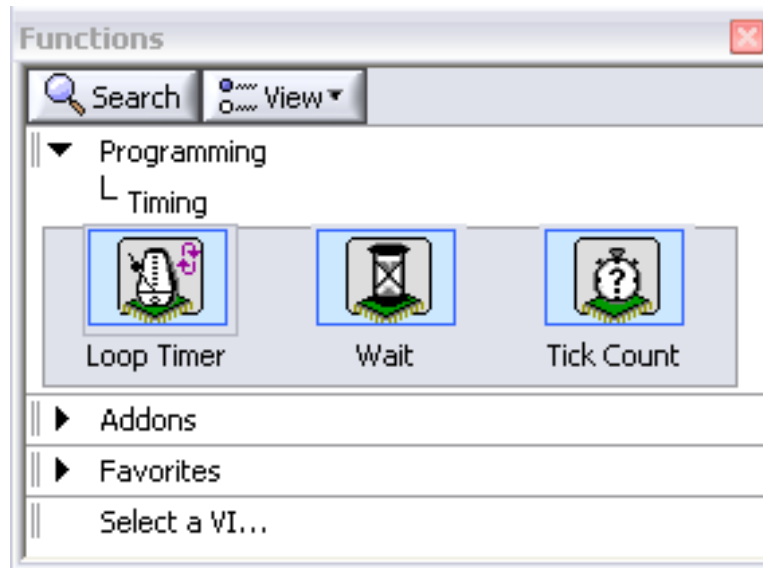 Functions
Search View
Programming
Timing
Loop Timer Wait Tick Count
Addons
Favorites
Select a VI...